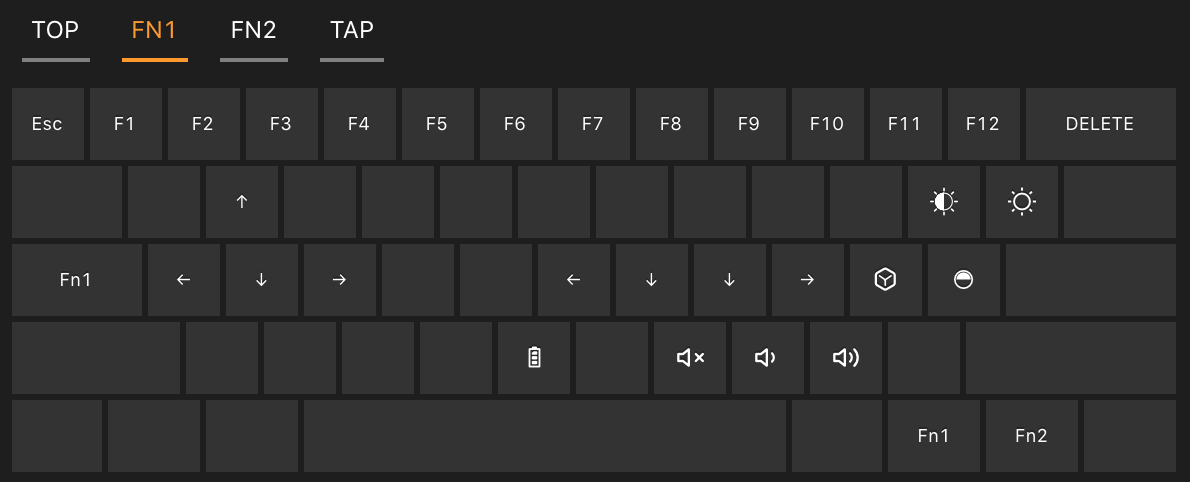 TOP FN1 FN2 TAP
Esc F1 F2 F3 F4 F5 F6 F7 F8 F9 F10 F11 F12 DELETE
↑
Fn1 ← ↓ → ← ↓ ↓ →
Fn1 Fn2